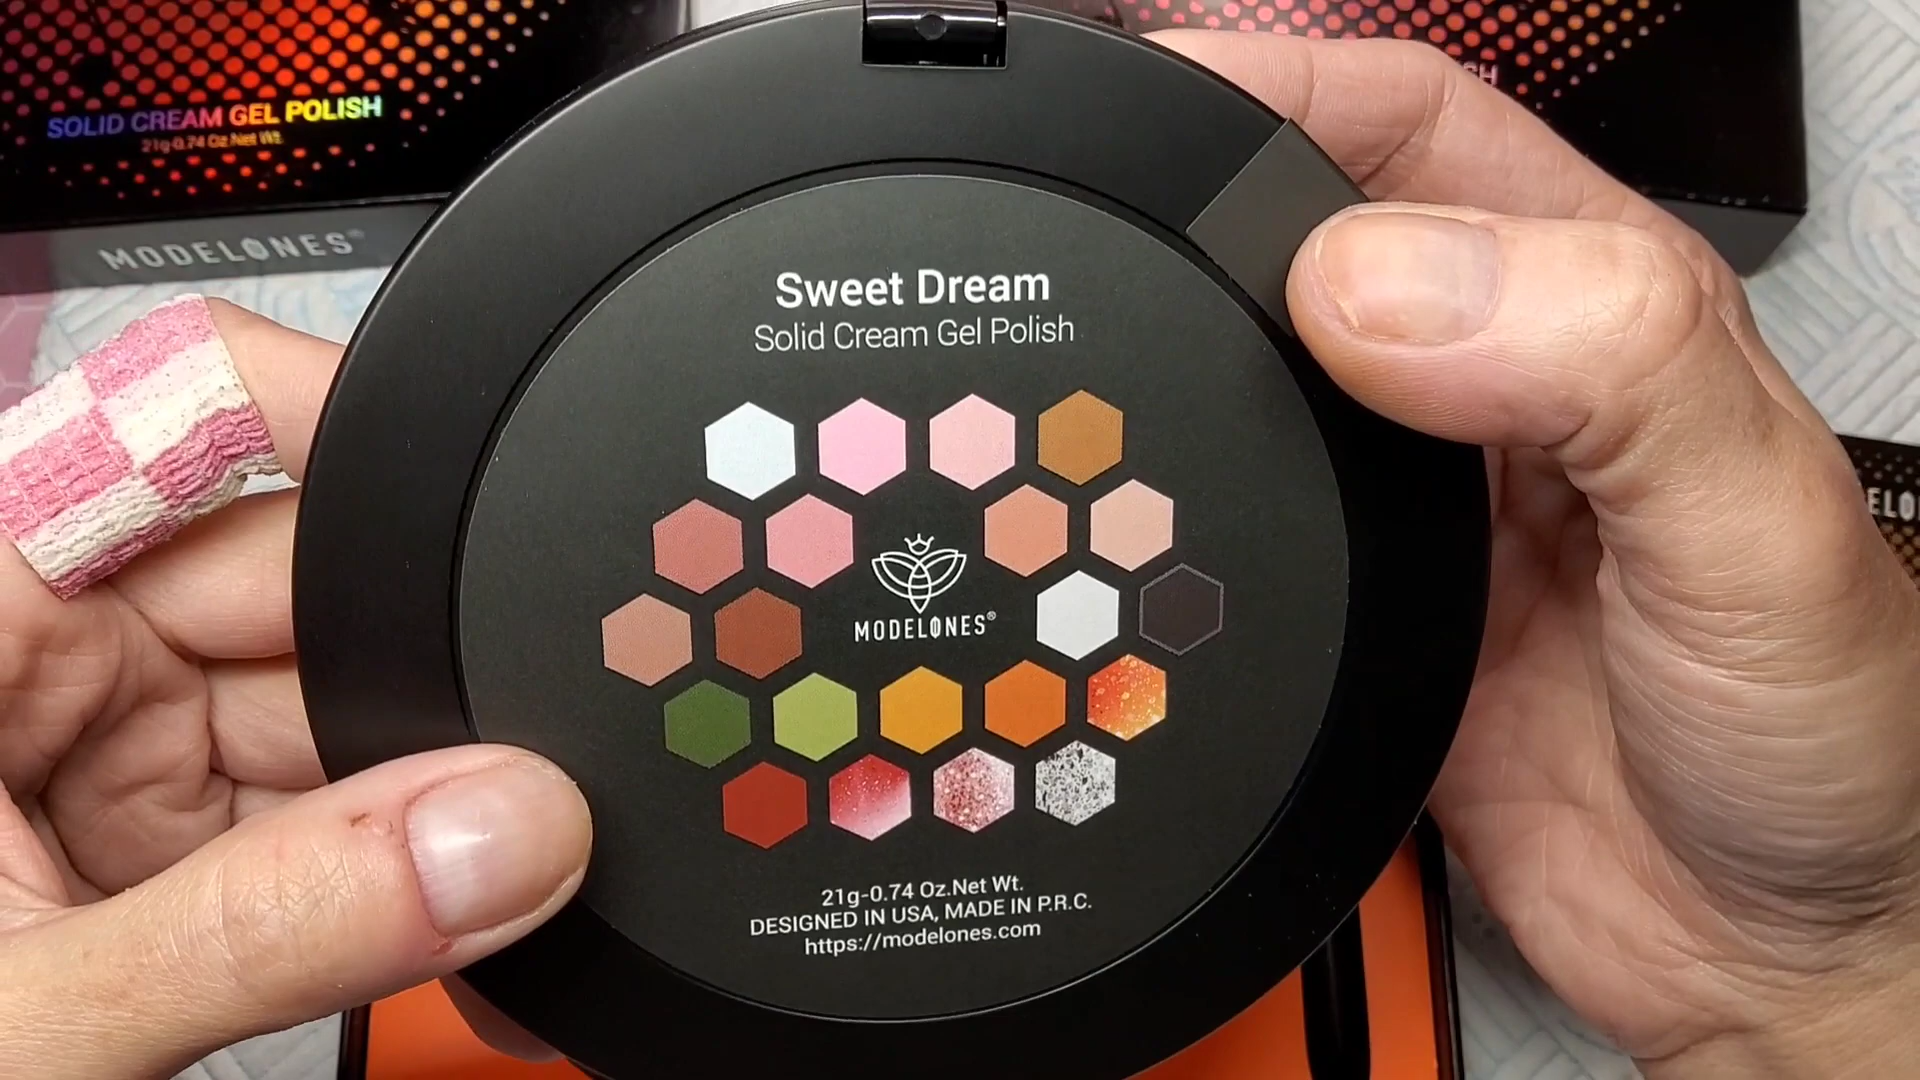 SOLID CREAM GEL POLISH
21g-0.74 Oz.Net Wt.
MODELONES®
Sweet Dream
Solid Cream Gel Polish
MODELONES®
21g-0.74 Oz.Net Wt.
DESIGNED IN USA, MADE IN P.R.C.
https://modelones.com